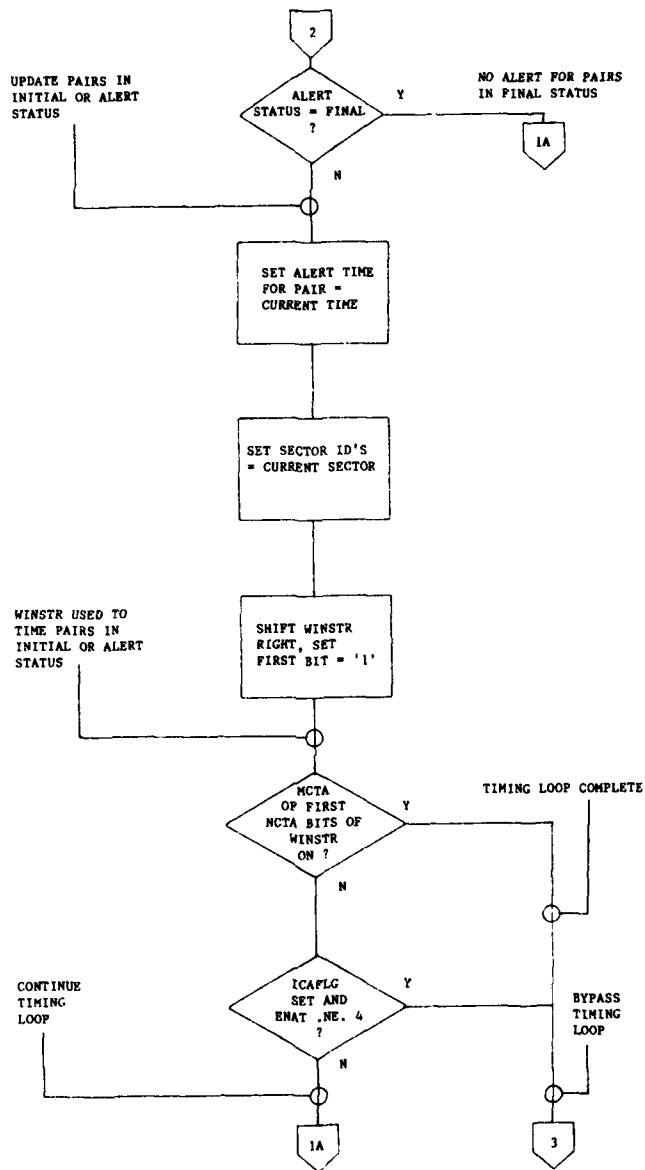 2
UPDATE PAIRS IN
INITIAL OR ALERT
STATUS
ALERT
STATUS = FINAL
?
Y
NO ALERT FOR PAIRS
IN FINAL STATUS
1A
N
SET ALERT TIME
FOR PAIR =
CURRENT TIME
SET SECTOR ID'S
= CURRENT SECTOR
WINSTR USED TO
TIME PAIRS IN
INITIAL OR ALERT
STATUS
SHIFT WINSTR
RIGHT, SET
FIRST BIT = '1'
MCTA
OF FIRST
NCTA BITS OF
WINSTR
ON ?
Y
TIMING LOOP COMPLETE
N
CONTINUE
TIMING
LOOP
ICAFLG
SET AND
ENAT .NE. 4
?
Y
BYPASS
TIMING
LOOP
N
1A
3